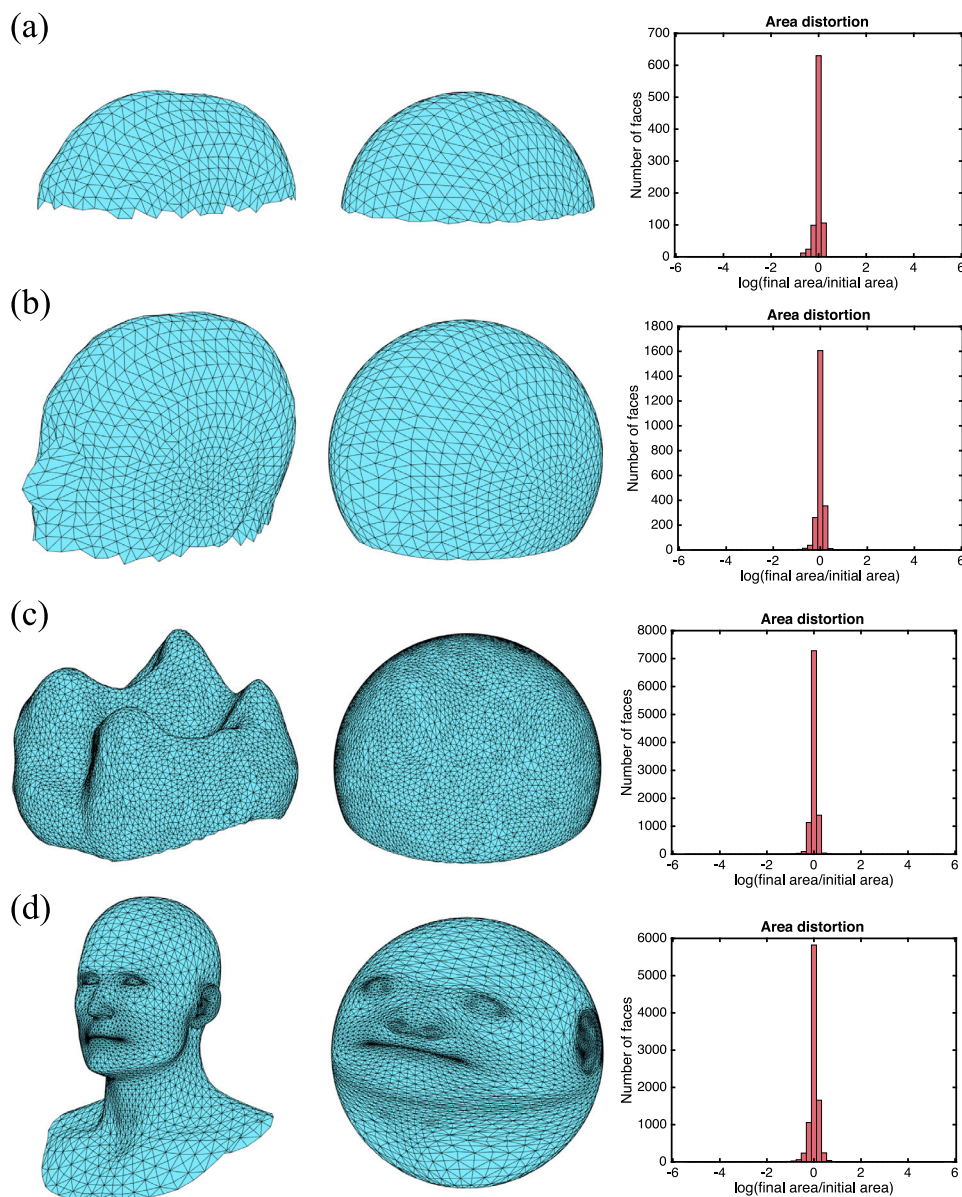 (a)
Area distortion
Number of faces
700
600
500
400
300
200
100
0
-6 -4 -2 0 2 4 6
log(final area/initial area)
(b)
Area distortion
Number of faces
1800
1600
1400
1200
1000
800
600
400
200
0
-6 -4 -2 0 2 4 6
log(final area/initial area)
(c)
Area distortion
Number of faces
8000
7000
6000
5000
4000
3000
2000
1000
0
-6 -4 -2 0 2 4 6
log(final area/initial area)
(d)
Area distortion
Number of faces
6000
5000
4000
3000
2000
1000
0
-6 -4 -2 0 2 4 6
log(final area/initial area)